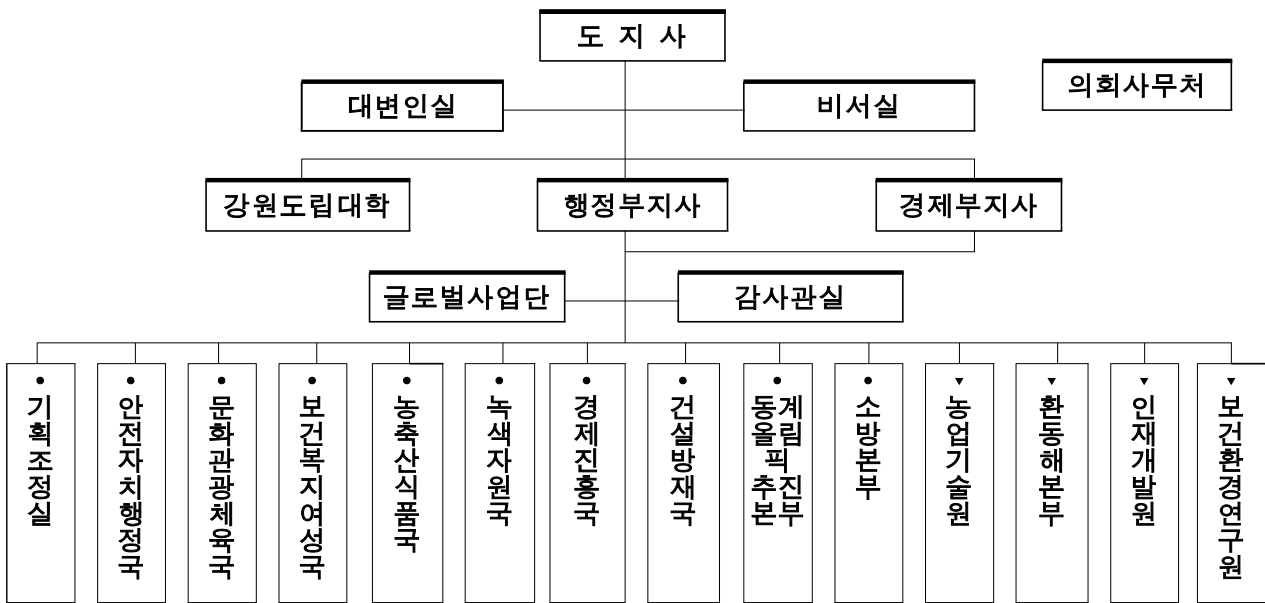 도 지 사
대변인실
비서실
의회사무처
강원도립대학
행정부지사
경제부지사
글로벌사업단
감사관실
기획조정실
안전자치행정국
문화관광체육국
보건복지여성국
농축산식품국
녹색자원국
경제진흥국
건설방재국
동계올림픽추진본부
소방본부
농업기술원
환동해본부
인재개발원
보건환경연구원